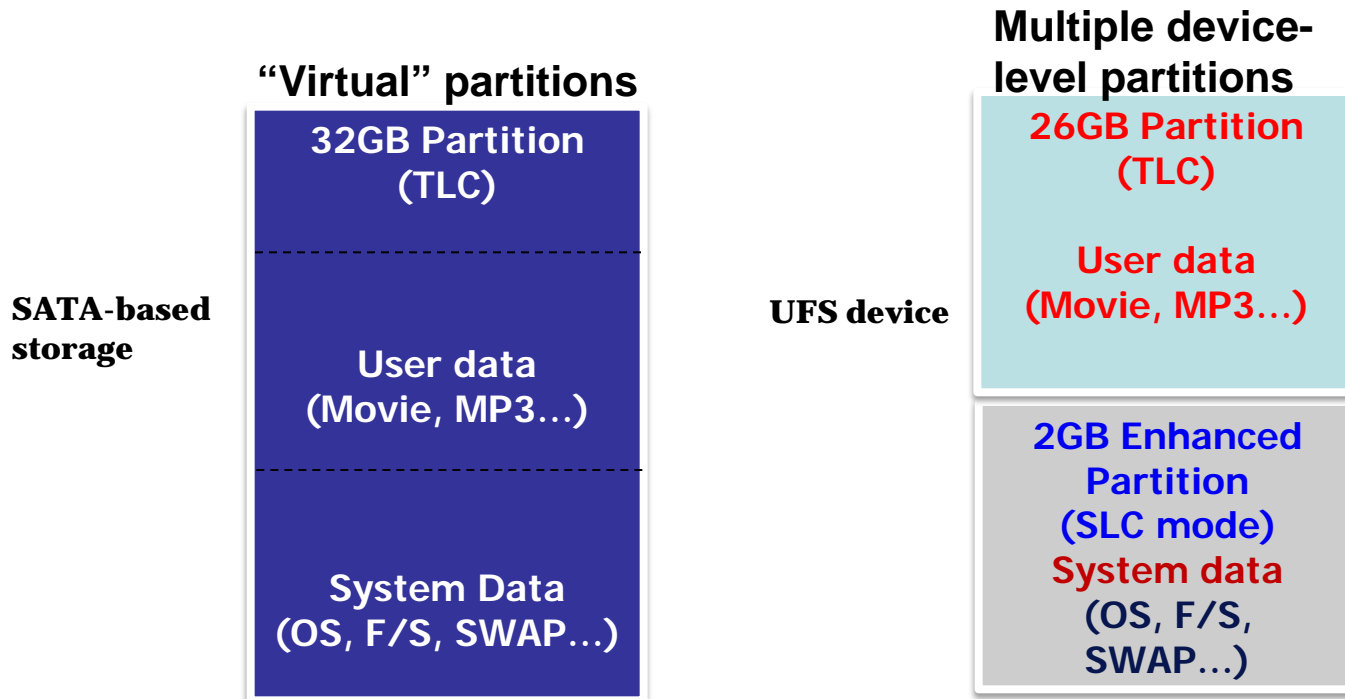 “Virtual” partitions
32GB Partition
(TLC)
User data
(Movie, MP3…)
System Data
(OS, F/S, SWAP…)
SATA-based
storage
Multiple device-
level partitions
26GB Partition
(TLC)
User data
(Movie, MP3…)
2GB Enhanced
Partition
(SLC mode)
System data
(OS, F/S,
SWAP…)
UFS device